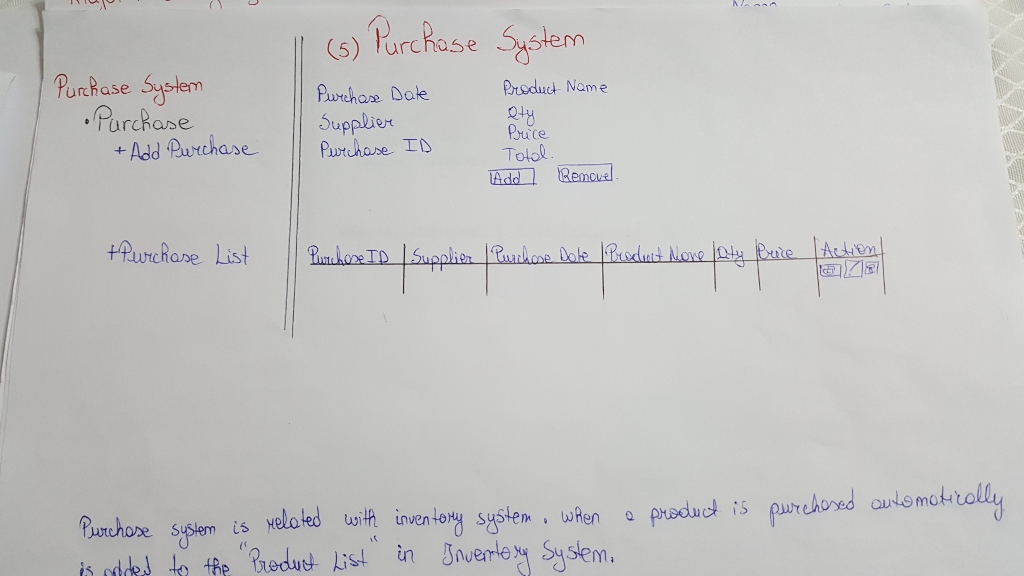 (5) Purchase System
Purchase System
• Purchase
+ Add Purchase
Purchase Date
Supplier
Purchase ID
Product Name
Qty
Price
Total.
Add Remove.
+ Purchase List
Purchase ID Supplier Purchase Date Product Name Qty Price Action
Purchase system is related with inventory system. When a product is purchased automatically
is added to the "Product List" in Inventory System.